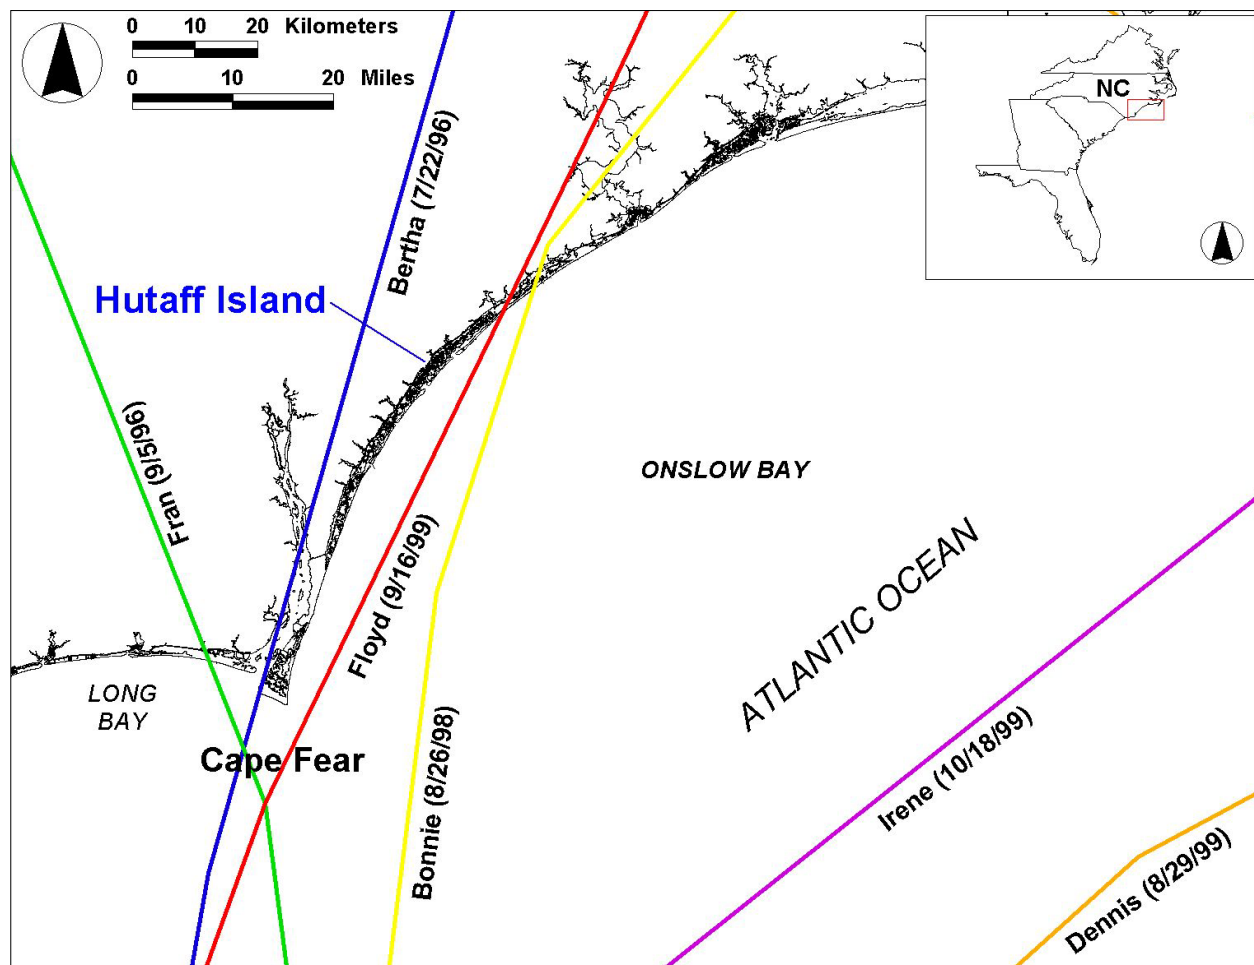 0 10 20 Kilometers
0 10 20 Miles
NC
Bertha (7/22/96)
Hutaff Island
Fran (9/5/96)
ONSLOW BAY
Floyd (9/16/99)
ATLANTIC OCEAN
LONG
BAY
Cape Fear
Bonnie (8/26/98)
Irene (10/18/99)
Dennis (8/29/99)